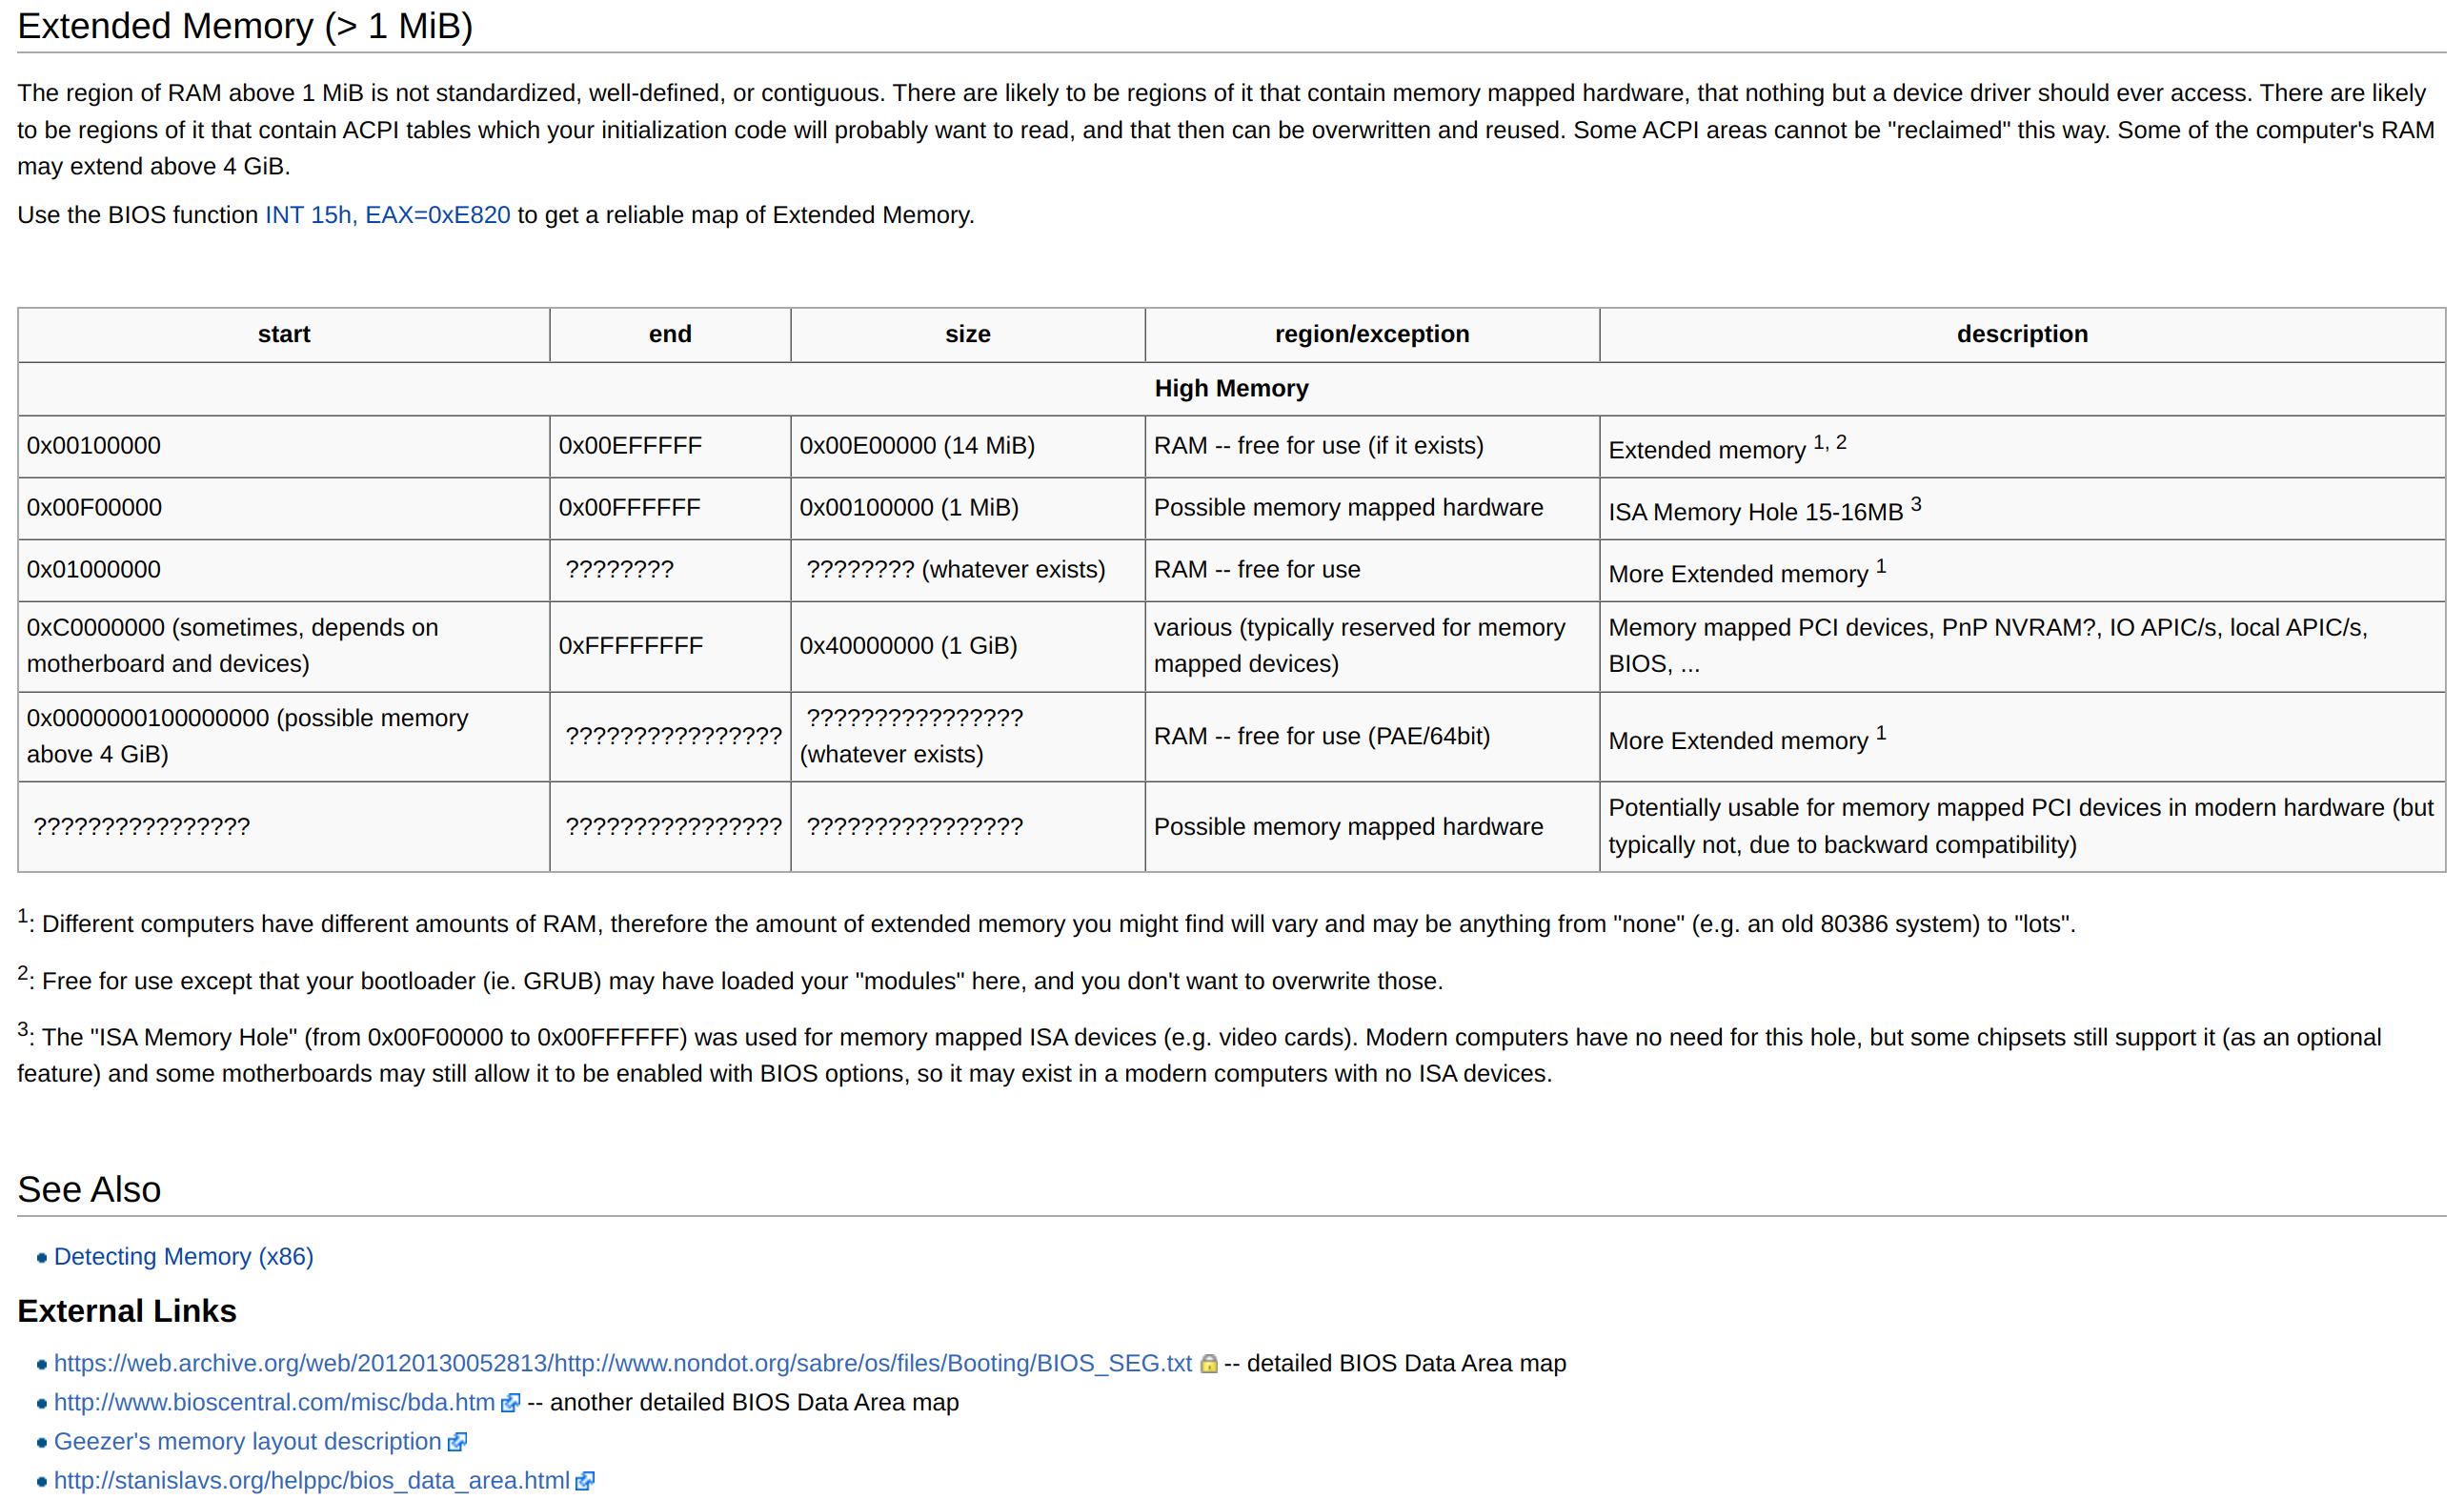 Extended Memory (> 1 MiB)
The region of RAM above 1 MiB is not standardized, well-defined, or contiguous. There are likely to be regions of it that contain memory mapped hardware, that nothing but a device driver should ever access. There are likely
to be regions of it that contain ACPI tables which your initialization code will probably want to read, and that then can be overwritten and reused. Some ACPI areas cannot be "reclaimed" this way. Some of the computer's RAM
may extend above 4 GiB.
Use the BIOS function INT 15h, EAX=0xE820 to get a reliable map of Extended Memory.
start end size region/exception description
High Memory
0x00100000 0x00EFFFFF 0x00E00000 (14 MiB) RAM -- free for use (if it exists) Extended memory 1, 2
0x00F00000 0x00FFFFFF 0x00100000 (1 MiB) Possible memory mapped hardware ISA Memory Hole 15-16MB 3
0x01000000 ???????? ???????? (whatever exists) RAM -- free for use More Extended memory 1
0xC0000000 (sometimes, depends on
motherboard and devices)
0xFFFFFFFF
0x40000000 (1 GiB)
various (typically reserved for memory
mapped devices)
Memory mapped PCI devices, PnP NVRAM?, IO APIC/s, local APIC/s,
BIOS, ...
0x0000000100000000 (possible memory
above 4 GiB)
????????????????
????????????????
(whatever exists)
RAM -- free for use (PAE/64bit)
More Extended memory 1
????????????????
????????????????
????????????????
Possible memory mapped hardware
Potentially usable for memory mapped PCI devices in modern hardware (but
typically not, due to backward compatibility)
1: Different computers have different amounts of RAM, therefore the amount of extended memory you might find will vary and may be anything from "none" (e.g. an old 80386 system) to "lots".
2: Free for use except that your bootloader (ie. GRUB) may have loaded your "modules" here, and you don't want to overwrite those.
3: The "ISA Memory Hole" (from 0x00F00000 to 0x00FFFFFF) was used for memory mapped ISA devices (e.g. video cards). Modern computers have no need for this hole, but some chipsets still support it (as an optional
feature) and some motherboards may still allow it to be enabled with BIOS options, so it may exist in a modern computers with no ISA devices.
See Also
Detecting Memory (x86)
External Links
https://web.archive.org/web/20120130052813/http://www.nondot.org/sabre/os/files/Booting/BIOS_SEG.txt -- detailed BIOS Data Area map
http://www.bioscentral.com/misc/bda.htm -- another detailed BIOS Data Area map
Geezer's memory layout description
http://stanislavs.org/helppc/bios_data_area.html